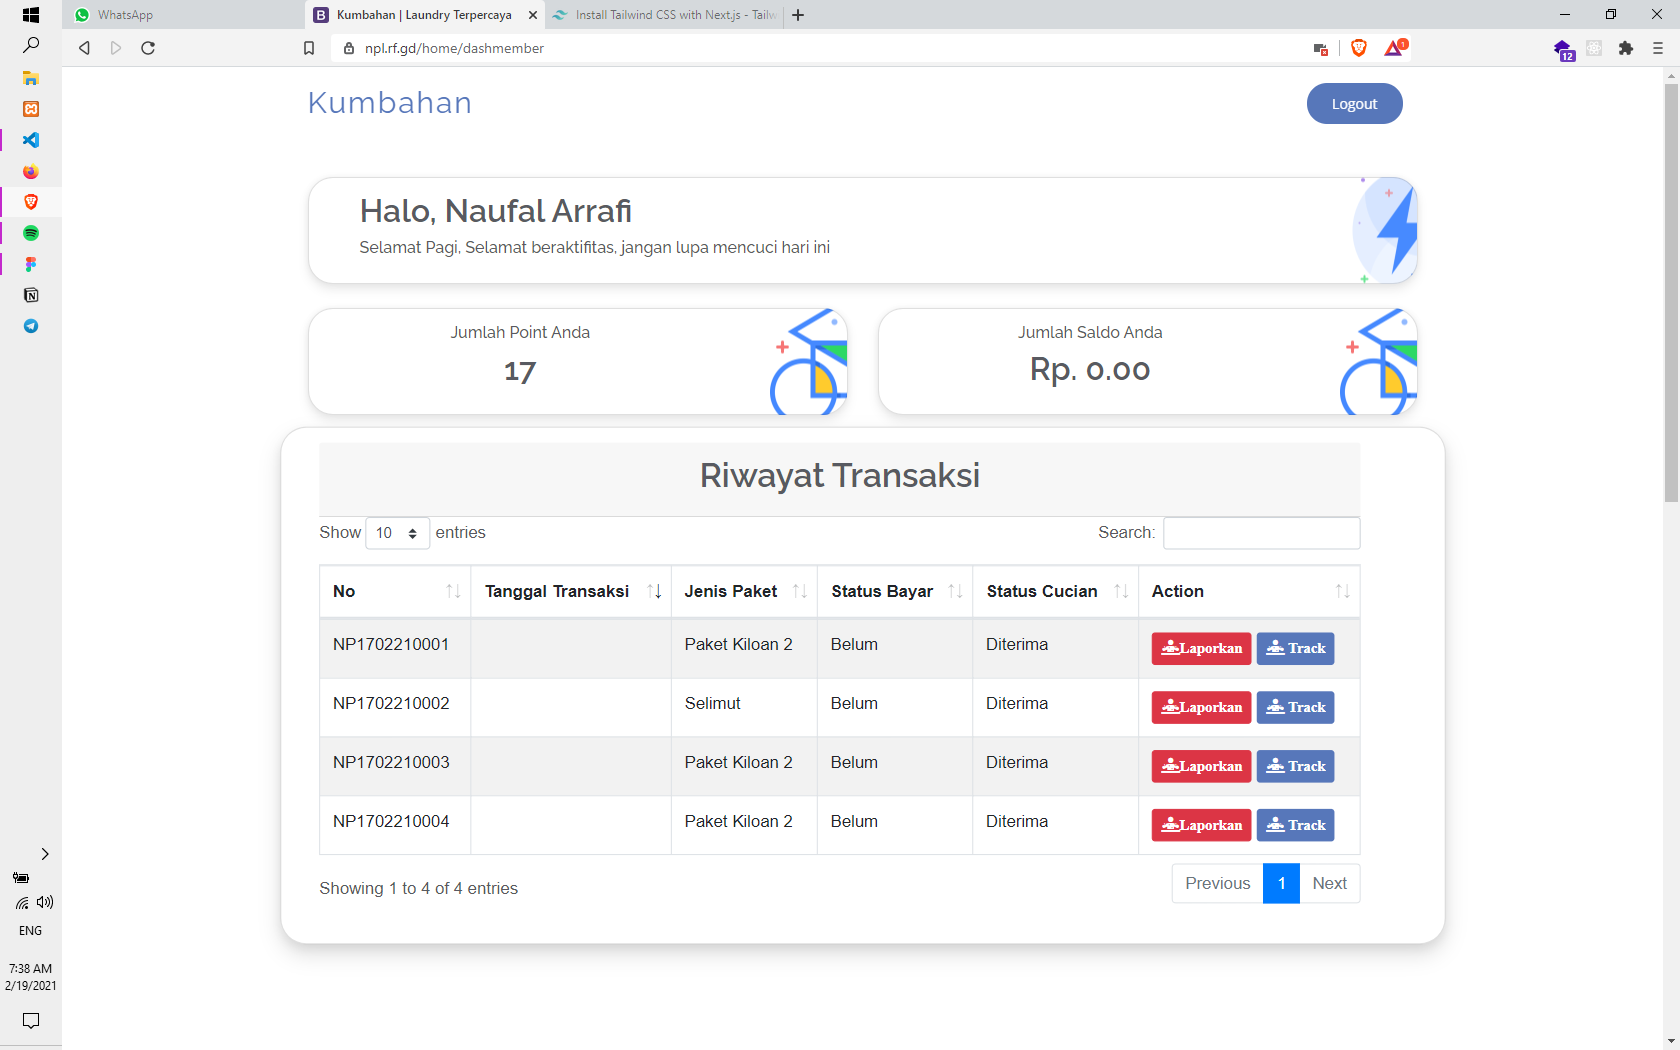 WhatsApp
Kumbahan | Laundry Terpercaya
Install Tailwind CSS with Next.js - Tailw
npl.rf.gd/home/dashmember
1
12
Kumbahan
Logout
Halo, Naufal Arrafi
Selamat Pagi, Selamat beraktifitas, jangan lupa mencuci hari ini
Jumlah Point Anda
17
Jumlah Saldo Anda
Rp. 0.00
Riwayat Transaksi
Show 10 entries Search:
No Tanggal Transaksi Jenis Paket Status Bayar Status Cucian Action
NP1702210001 Paket Kiloan 2 Belum Diterima Laporkan Track
NP1702210002 Selimut Belum Diterima Laporkan Track
NP1702210003 Paket Kiloan 2 Belum Diterima Laporkan Track
NP1702210004 Paket Kiloan 2 Belum Diterima Laporkan Track
Showing 1 to 4 of 4 entries Previous 1 Next
ENG
7:38 AM
2/19/2021